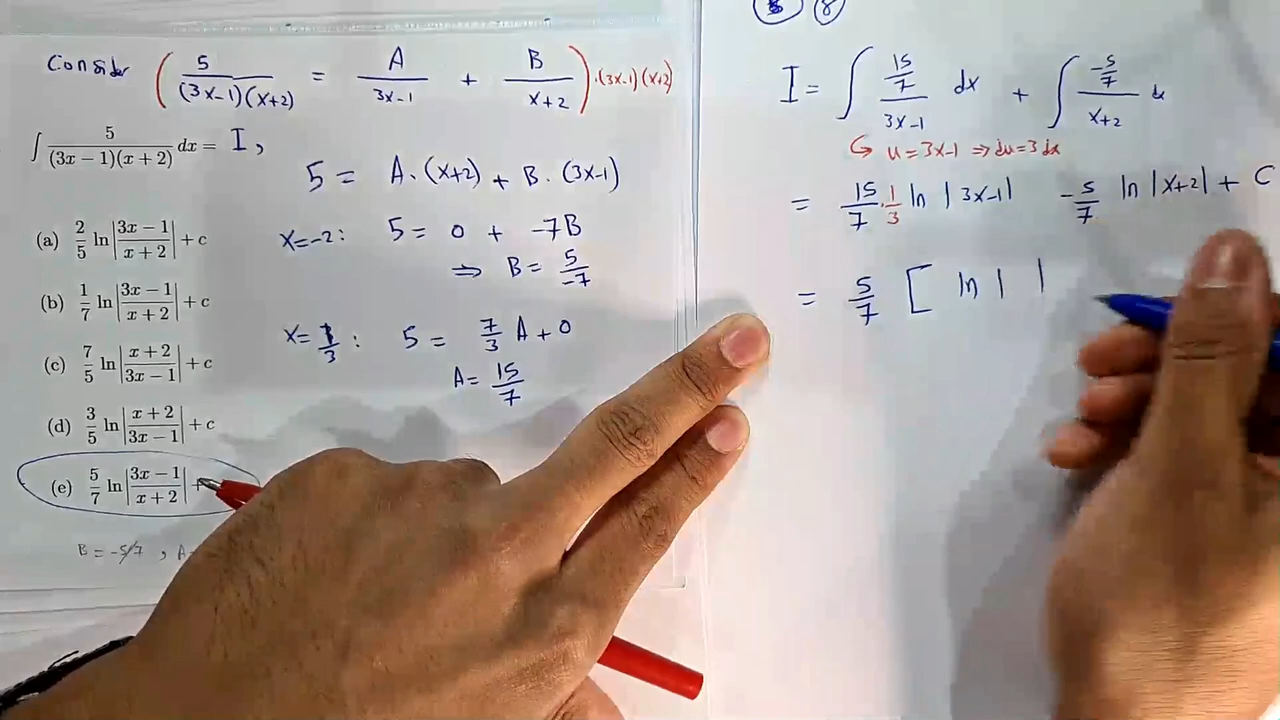 Consider ( 5/((3x-1)(x+2)) = A/(3x-1) + B/(x+2) ) · (3x-1)(x+2)
∫ 5/((3x − 1)(x + 2)) dx = I,
5 = A · (x+2) + B · (3x-1)
x=-2: 5 = 0 + -7B
⇒ B = 5/-7
x = 1/3 : 5 = 7/3 A + 0
A = 15/7
(a) 2/5 ln |(3x − 1)/(x + 2)| + c
(b) 1/7 ln |(3x − 1)/(x + 2)| + c
(c) 7/5 ln |(x + 2)/(3x − 1)| + c
(d) 3/5 ln |(x + 2)/(3x − 1)| + c
(e) 5/7 ln |(3x − 1)/(x + 2)| +
B = -5/7 , A
8
I = ∫ (15/7)/(3x-1) dx + ∫ (-5/7)/(x+2) dx
↪ u = 3x-1 ⇒ du = 3 dx
= 15/7 · 1/3 ln |3x-1| -5/7 ln |x+2| + C
= 5/7 [ ln | |